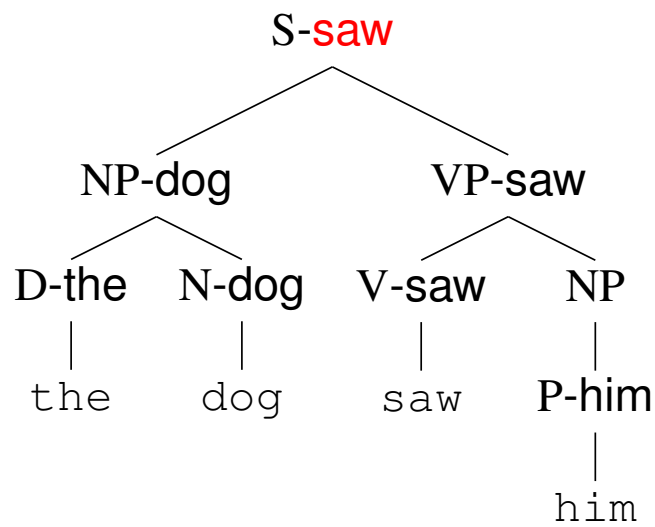 S-saw
NP-dog VP-saw
D-the N-dog V-saw NP
the dog saw P-him
him